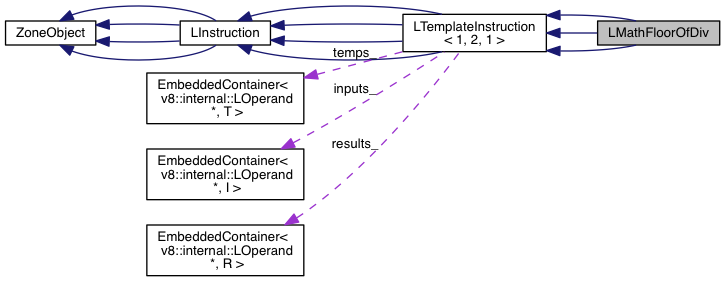 ZoneObject
LInstruction
LTemplateInstruction
< 1, 2, 1 >
LMathFloorOfDiv
temps_
EmbeddedContainer<
v8::internal::LOperand
*, T >
inputs_
EmbeddedContainer<
v8::internal::LOperand
*, I >
results_
EmbeddedContainer<
v8::internal::LOperand
*, R >